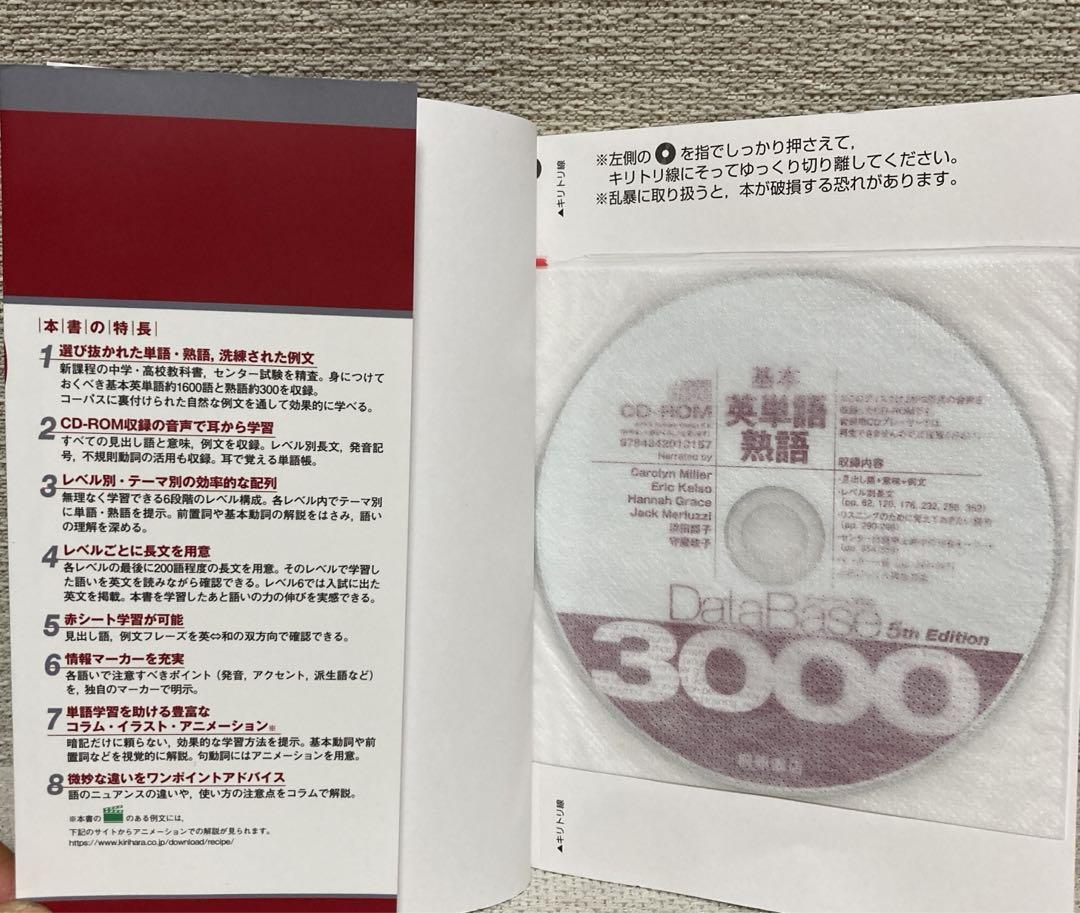 本書の特長
1 選び抜かれた単語・熟語，洗練された例文
新課程の中学・高校教科書，センター試験を精査。身につけて
おくべき基本英単語約1600語と熟語約300を収録。
コーパスに裏付けられた自然な例文を通して効果的に学べる。
2 CD-ROM収録の音声で耳から学習
すべての見出し語と意味，例文を収録。レベル別長文，発音記
号，不規則動詞の活用も収録。耳で覚える単語帳。
3 レベル別・テーマ別の効率的な配列
無理なく学習できる6段階のレベル構成。各レベル内でテーマ別
に単語・熟語を提示。前置詞や基本動詞の解説をはさみ，語い
の理解を深める。
4 レベルごとに長文を用意
各レベルの最後に200語程度の長文を用意。そのレベルで学習し
た語いを英文を読みながら確認できる。レベル6では入試に出た
英文を掲載。本書を学習したあと語いの力の伸びを実感できる。
5 赤シート学習が可能
見出し語，例文フレーズを英⇔和の双方向で確認できる。
6 情報マーカーを充実
各語いで注意すべきポイント（発音，アクセント，派生語など）
を，独自のマーカーで明示。
7 単語学習を助ける豊富な
コラム・イラスト・アニメーション※
暗記だけに頼らない，効果的な学習方法を提示。基本動詞や前
置詞などを視覚的に解説。句動詞にはアニメーションを用意。
8 微妙な違いをワンポイントアドバイス
語のニュアンスの違いや，使い方の注意点をコラムで解説。
※本書の のある例文には，
下記のサイトからアニメーションでの解説が見られます。
https://www.kirihara.co.jp/download/recipe/
▲キリトリ線
※左側の を指でしっかり押さえて，
キリトリ線にそってゆっくり切り離してください。
※乱暴に取り扱うと，本が破損する恐れがあります。
CD-ROM
9784342013157
Narrated by
Carolyn Miller
Eric Kelso
Hannah Grace
Jack Merluzzi
基本
英単語
熟語
収録内容
・見出し語+意味+例文
・レベル別長文
(pp. 62, 120, 176, 232, 288, 352)
DataBase
5th Edition
3000
桐原書店
▲キリトリ線